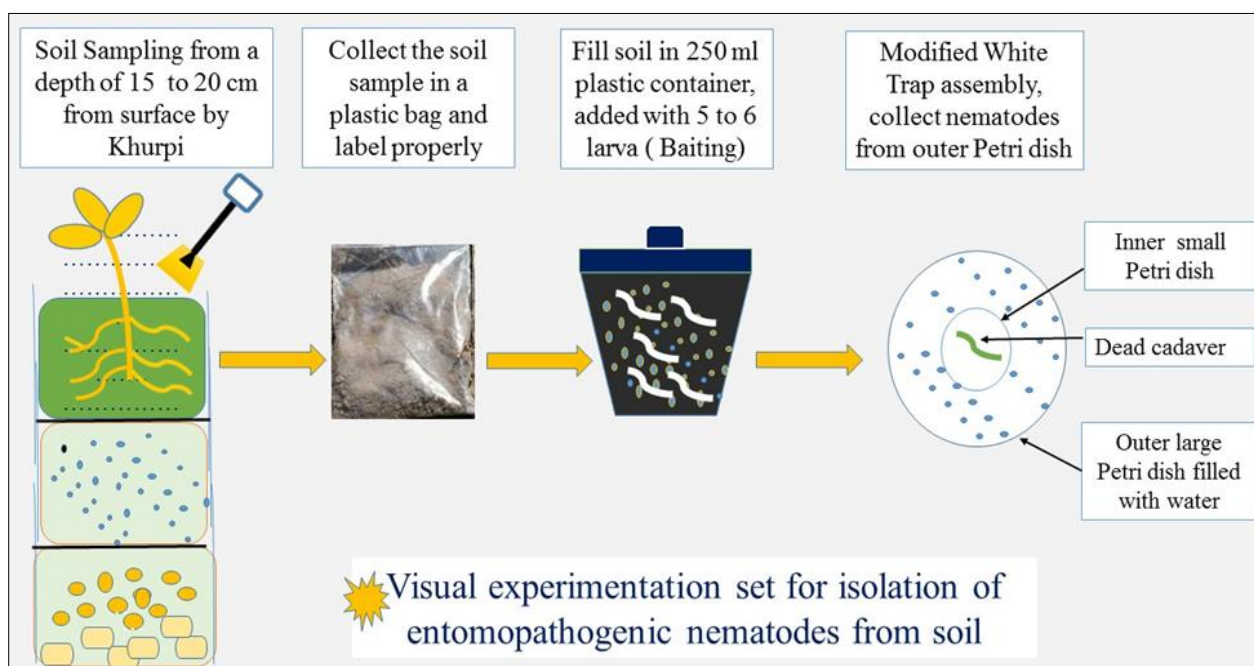 Soil Sampling from a
depth of 15 to 20 cm
from surface by
Khurpi
Collect the soil
sample in a
plastic bag and
label properly
Fill soil in 250 ml
plastic container,
added with 5 to 6
larva ( Baiting)
Modified White
Trap assembly,
collect nematodes
from outer Petri dish
Inner small
Petri dish
Dead cadaver
Outer large
Petri dish filled
with water
Visual experimentation set for isolation of
entomopathogenic nematodes from soil